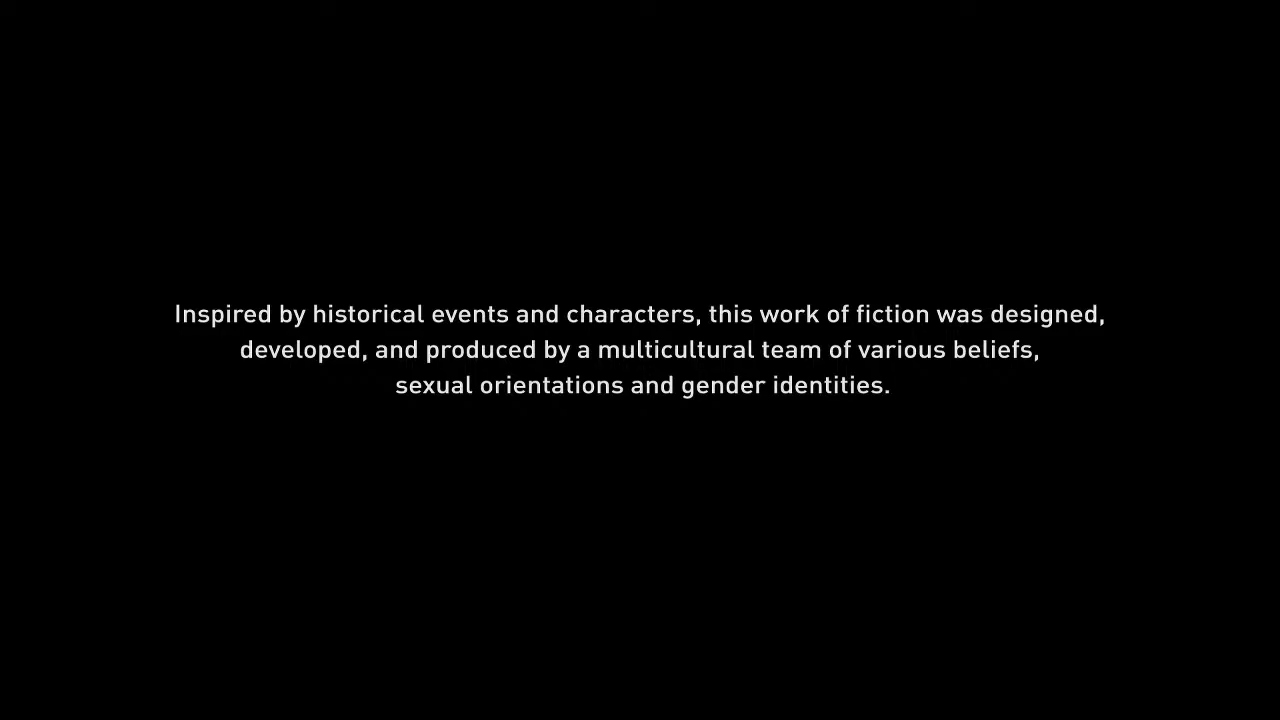 Inspired by historical events and characters, this work of fiction was designed,
developed, and produced by a multicultural team of various beliefs,
sexual orientations and gender identities.